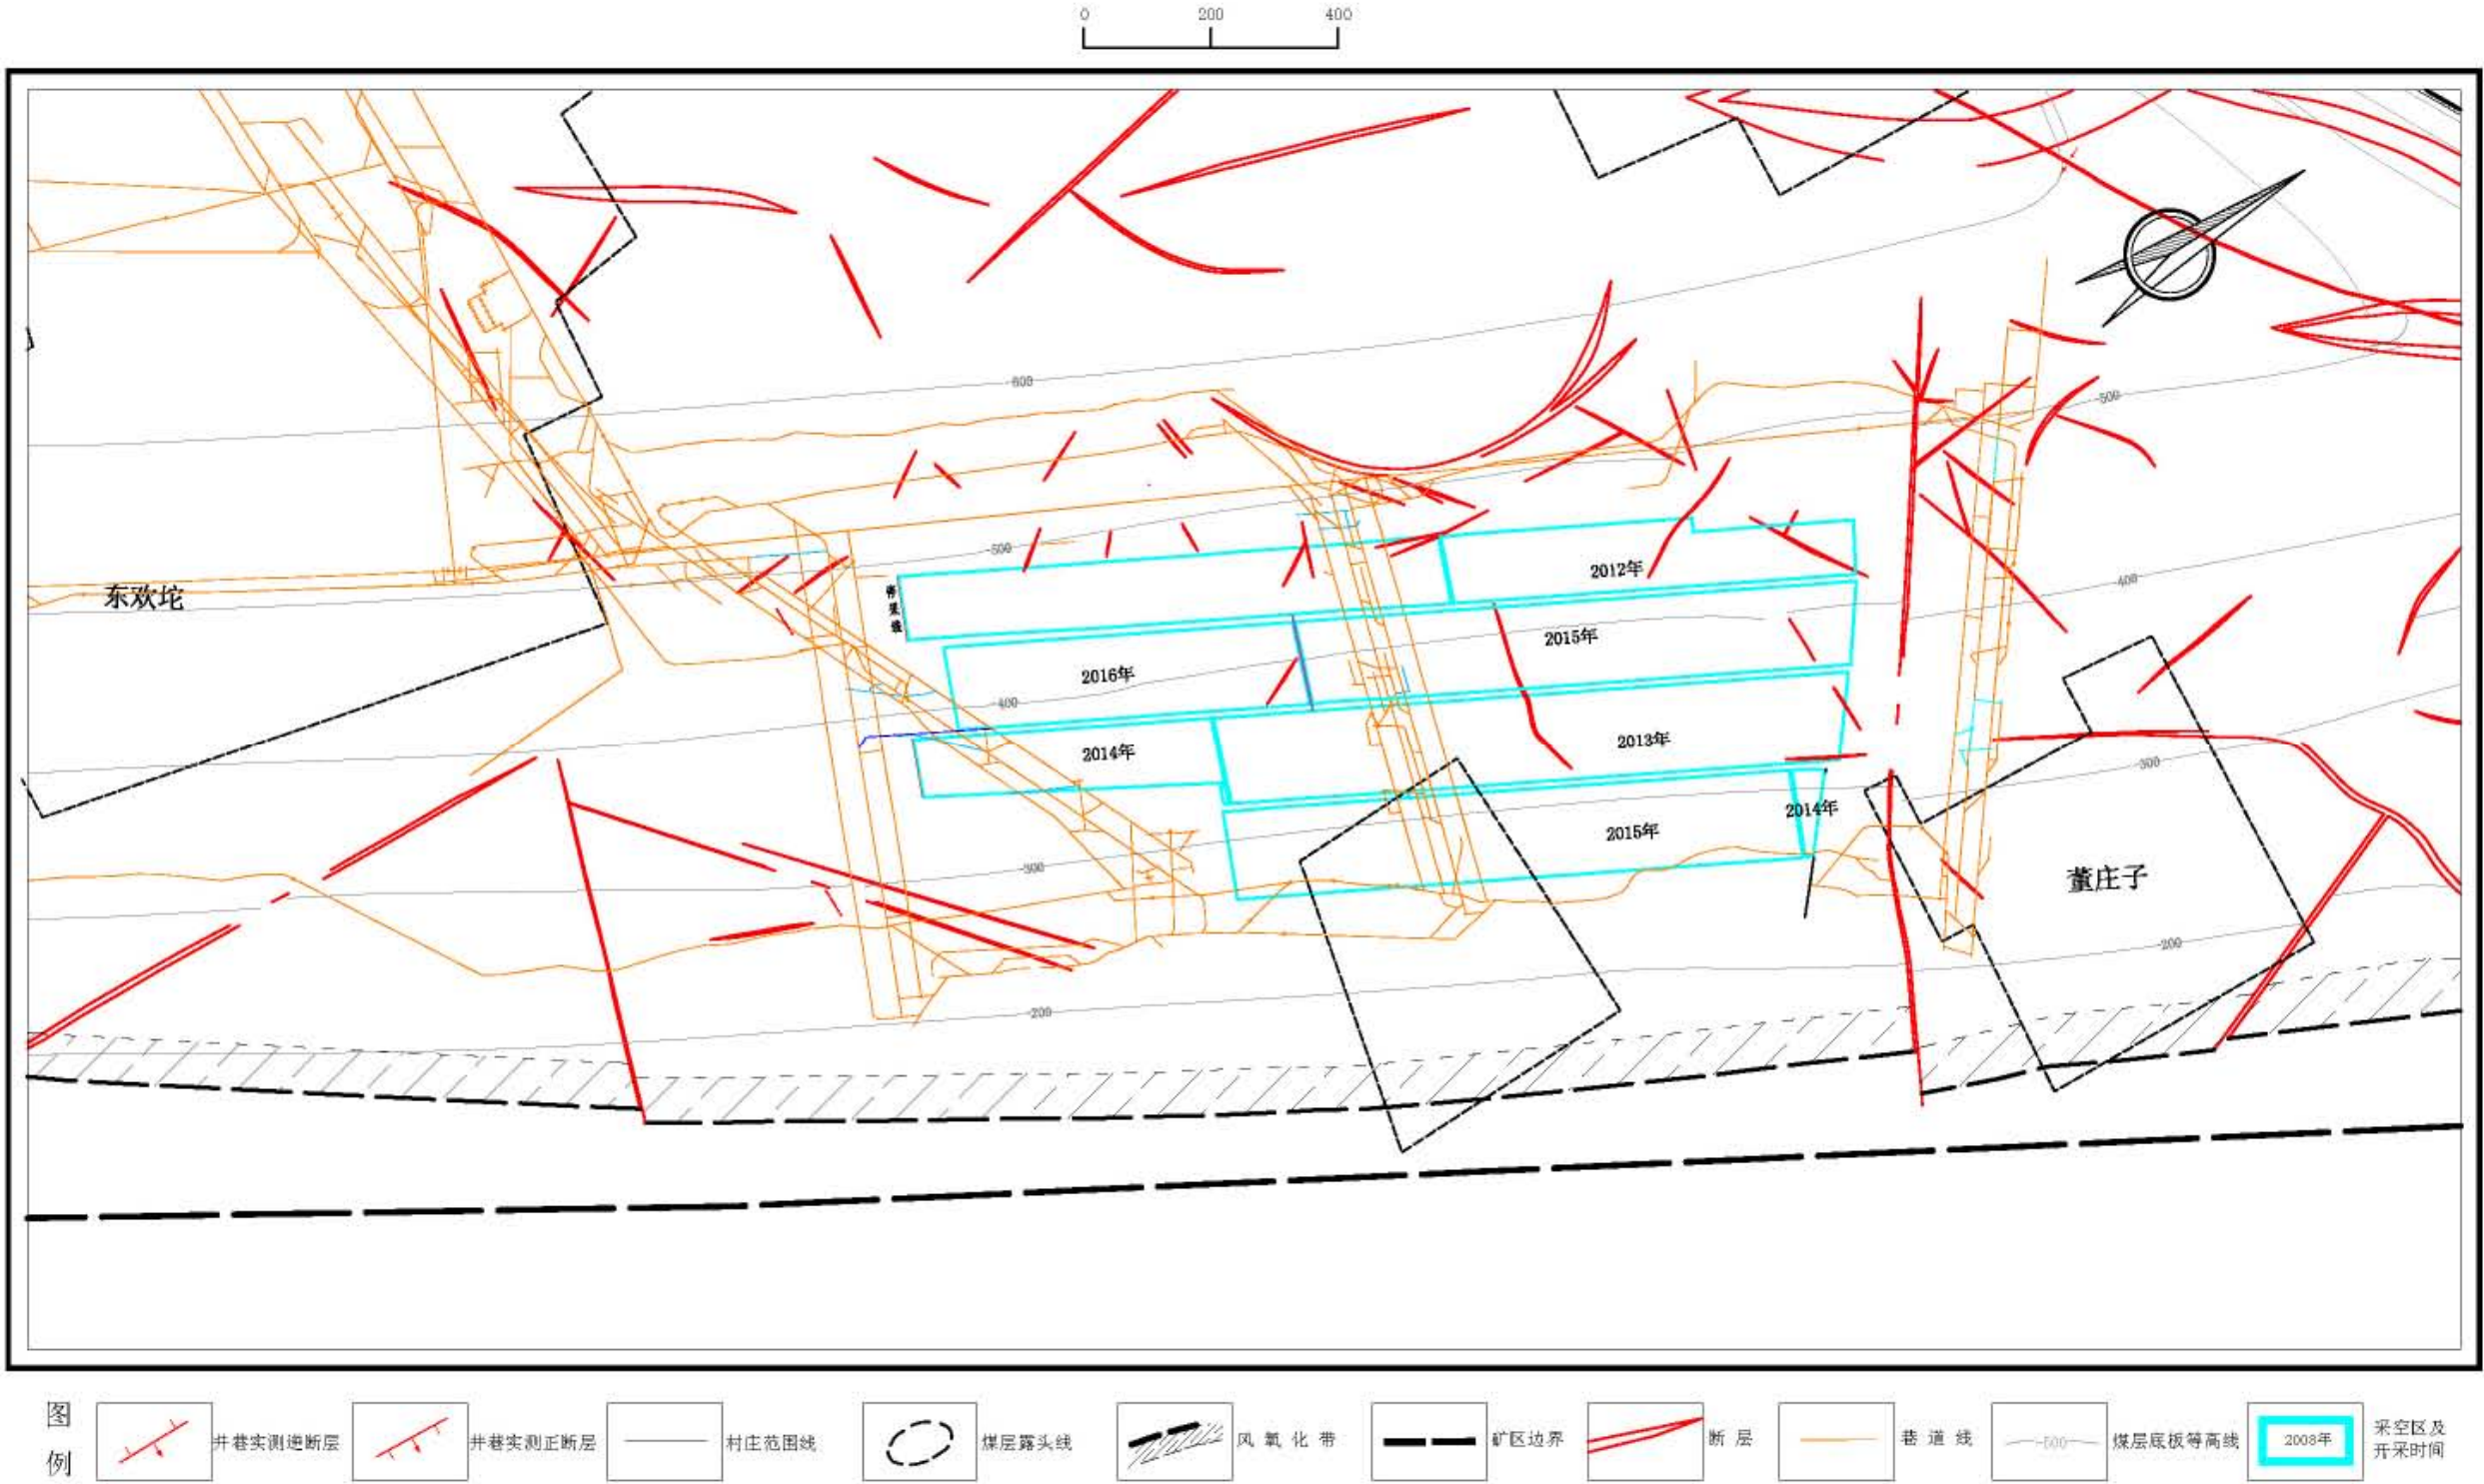 0 200 400
-600
-500
-500
2012年
-400
东欢坨
停采线
2015年
2016年
-400
2013年
2014年
-300
2014年
2015年
-300
董庄子
-200
-200
图例
井巷实测逆断层
井巷实测正断层
村庄范围线
煤层露头线
风氧化带
矿区边界
断层
巷道线
-500
煤层底板等高线
2008年
采空区及
开采时间